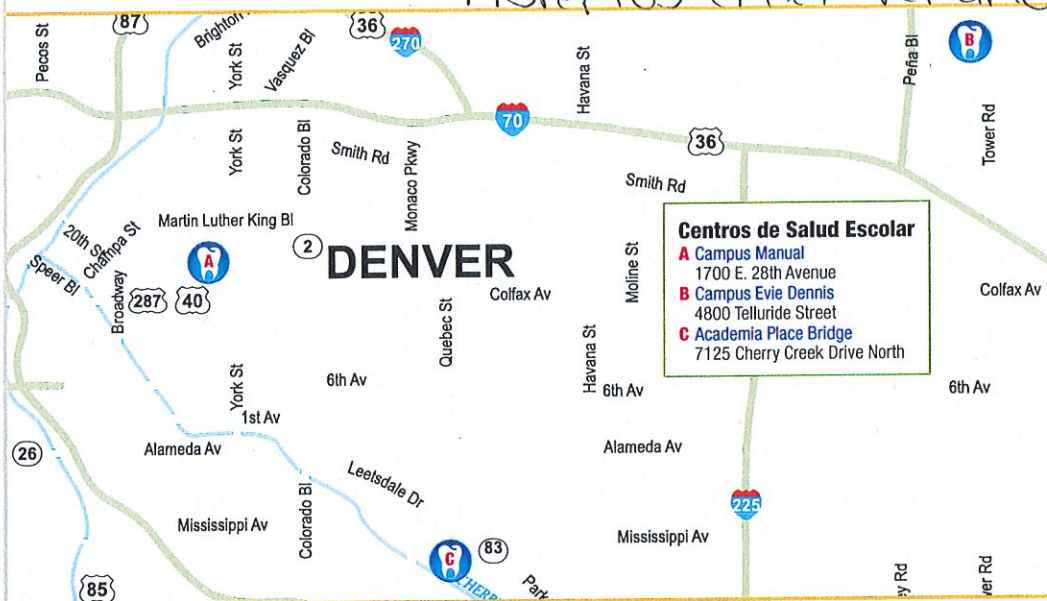 87
36
Pecos St
York St
Vasquez Bl
270
Havana St
Peña Bl
B
70
36
Tower Rd
York St
Colorado Bl
Smith Rd
Monaco Pkwy
Smith Rd
Martin Luther King Bl
20th St
Champa St
Speer Bl
A
2
DENVER
Broadway
287
40
Colfax Av
Moline St
Colfax Av
Centros de Salud Escolar
A Campus Manual
1700 E. 28th Avenue
B Campus Evie Dennis
4800 Telluride Street
C Academia Place Bridge
7125 Cherry Creek Drive North
Quebec St
Havana St
York St
6th Av
6th Av
6th Av
1st Av
26
Alameda Av
Alameda Av
Leetsdale Dr
Colorado Bl
225
Mississippi Av
Mississippi Av
C
83
85